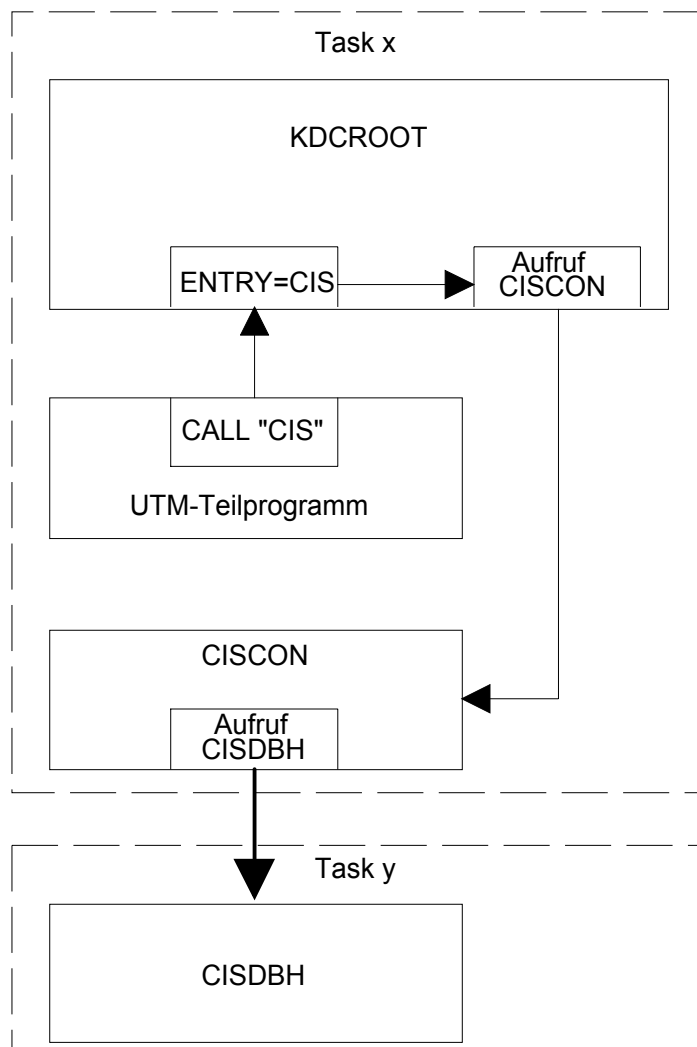 Task x
KDCROOT
ENTRY=CIS
Aufruf
CISCON
CALL "CIS"
UTM-Teilprogramm
CISCON
Aufruf
CISDBH
Task y
CISDBH